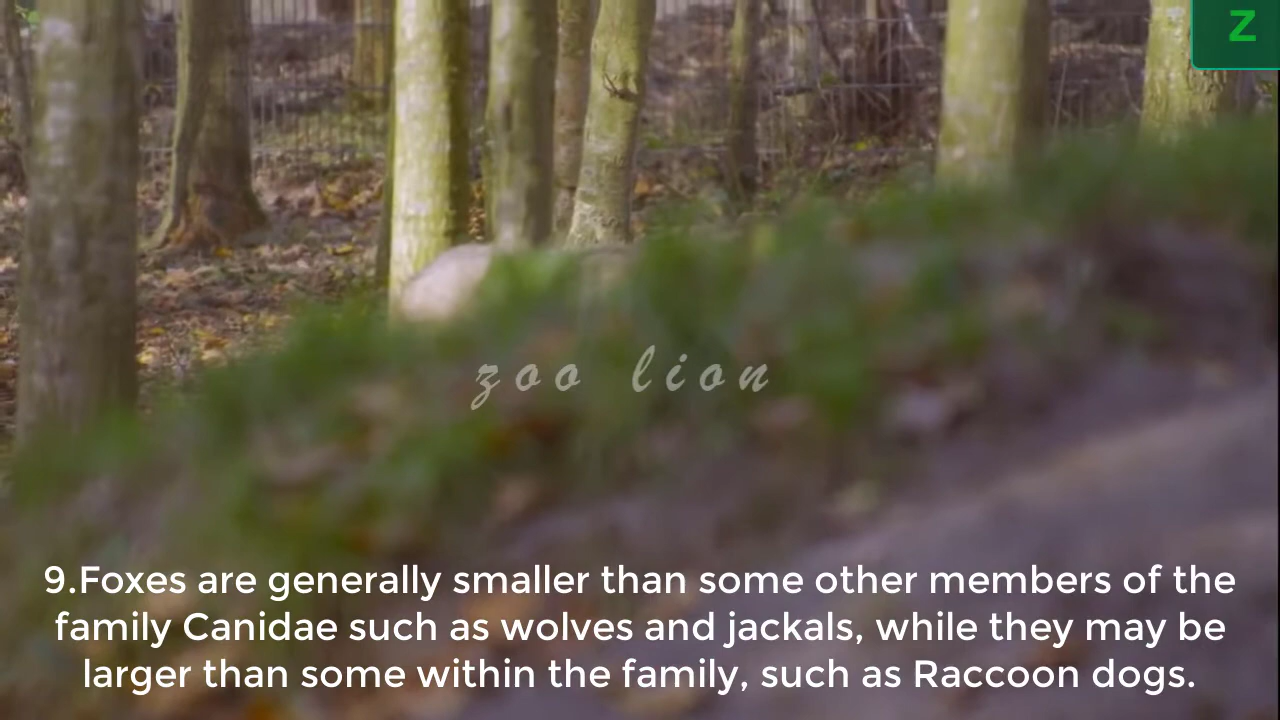 Z
zoo lion
9.Foxes are generally smaller than some other members of the
family Canidae such as wolves and jackals, while they may be
larger than some within the family, such as Raccoon dogs.